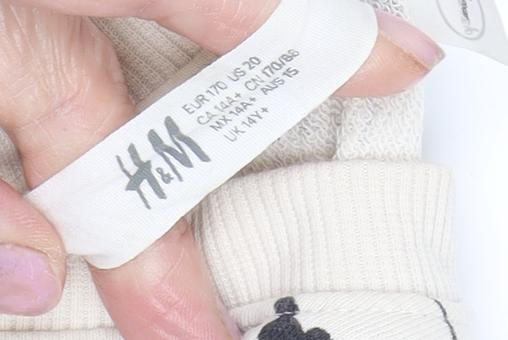 H&M
EUR 170 US 20
CA 14A+ CN 170/88
MX 14A+ AUS 15
UK 14Y+